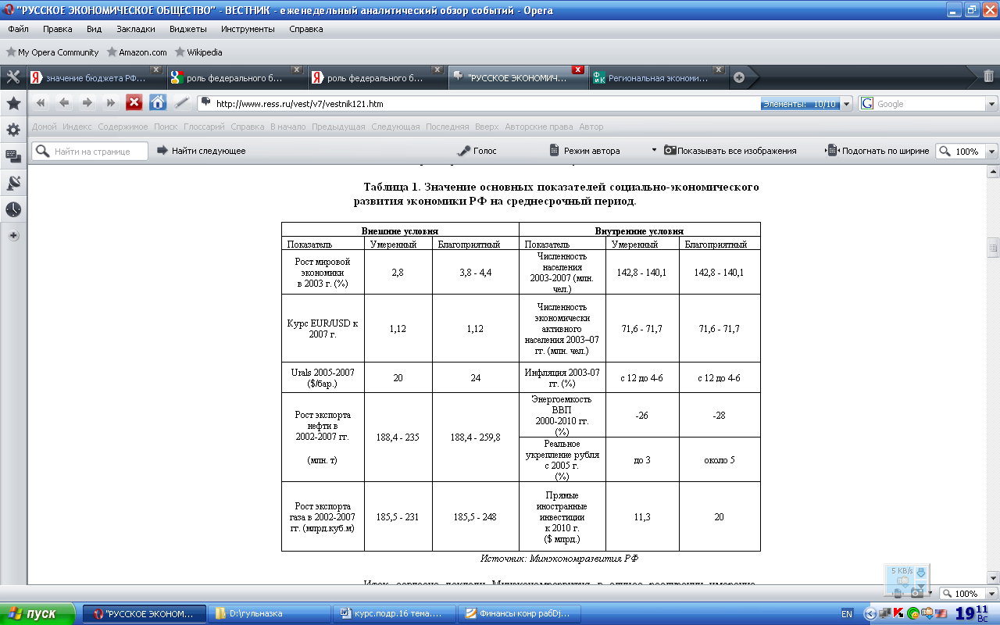 "РУССКОЕ ЭКОНОМИЧЕСКОЕ ОБЩЕСТВО" - ВЕСТНИК - еженедельный аналитический обзор событий - Opera
Файл Правка Вид Закладки Виджеты Инструменты Справка
My Opera Community Amazon.com Wikipedia
значение бюджета РФ... роль федерального б... роль федерального б... "РУССКОЕ ЭКОНОМИЧ... Региональная экономи...
http://www.ress.ru/vest/v7/vestnik121.htm Элементы: 10/10 Google
Домой Индекс Содержимое Поиск Глоссарий Справка В начало Предыдущая Следующая Последняя Вверх Авторские права Автор
Найти на странице Найти следующее Голос Режим автора Показывать все изображения Подогнать по ширине 100%
Таблица 1. Значение основных показателей социально-экономического
развития экономики РФ на среднесрочный период.
Внешние условия Внутренние условия
Показатель Умеренный Благоприятный Показатель Умеренный Благоприятный
Рост мировой
экономики
в 2003 г. (%)
2,8 3,8 - 4,4
Численность
населения
2003-2007 (млн.
чел.)
142,8 - 140,1 142,8 - 140,1
Курс EUR/USD к
2007 г.
1,12 1,12
Численность
экономически
активного
населения 2003–07
гг. (млн. чел.)
71,6 - 71,7 71,6 - 71,7
Urals 2005-2007
($/бар.)
20 24
Инфляция 2003-07
гг. (%)
с 12 до 4-6 с 12 до 4-6
Рост экспорта
нефти в
2002-2007 гг.
(млн. т)
188,4 - 235 188,4 - 259,8
Энергоемкость
ВВП
2000-2010 гг.
(%)
-26 -28
Реальное
укрепление рубля
с 2005 г.
(%)
до 3 около 5
Рост экспорта
газа в 2002-2007
гг. (млрд.куб.м)
185,5 - 231 185,5 - 248
Прямые
иностранные
инвестиции
к 2010 г.
($ млрд.)
11,3 20
Источник: Минэкономразвития РФ
5 KB/s
100%
пуск "РУССКОЕ ЭКОНОМ... D:\гульназка курс.подр.16 тема.... Финансы конр рабDj... EN 19 11
Вс